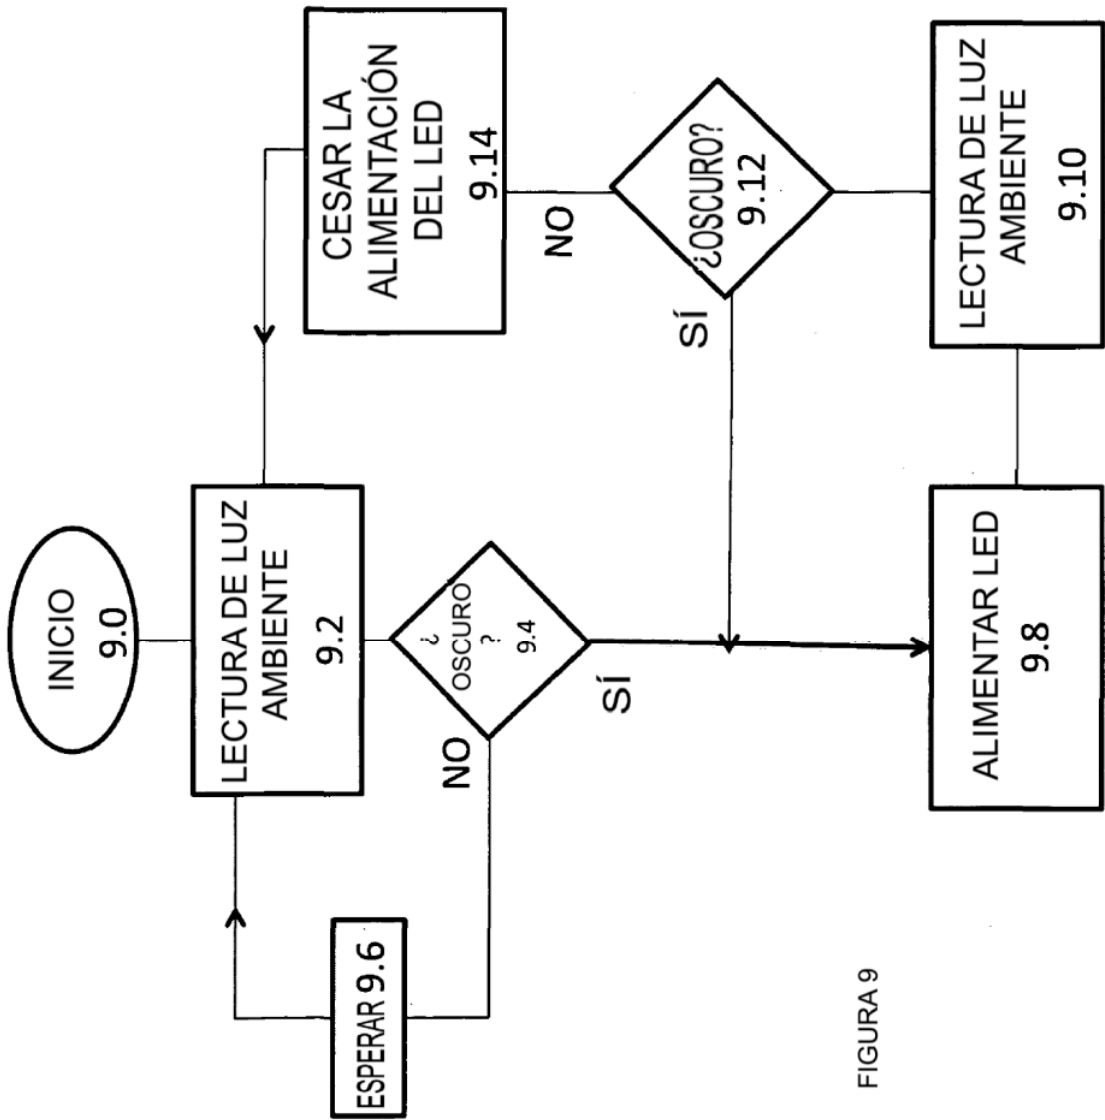 INICIO
9.0
LECTURA DE LUZ
AMBIENTE
9.2
¿
OSCURO
?
9.4
NO
SÍ
ESPERAR 9.6
ALIMENTAR LED
9.8
LECTURA DE LUZ
AMBIENTE
9.10
¿OSCURO?
9.12
SÍ
NO
CESAR LA
ALIMENTACIÓN
DEL LED
9.14
FIGURA 9